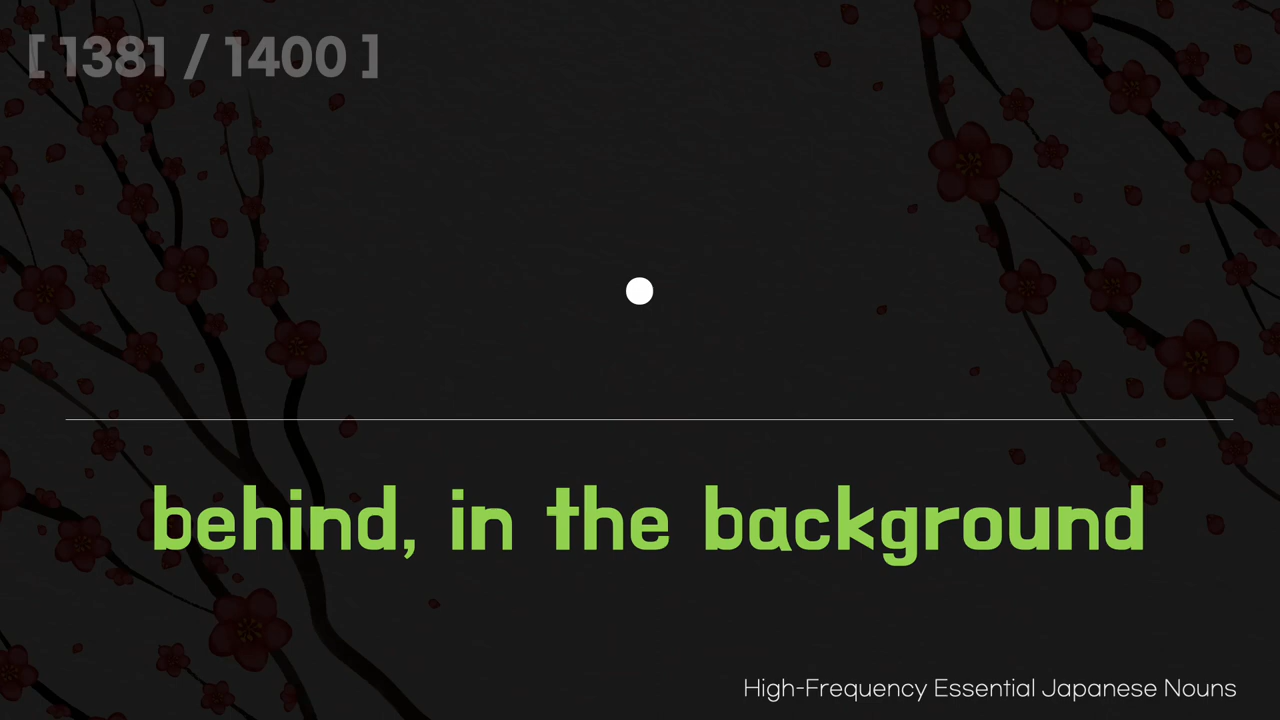 [ 1381 / 1400 ]
behind, in the background
High-Frequency Essential Japanese Nouns